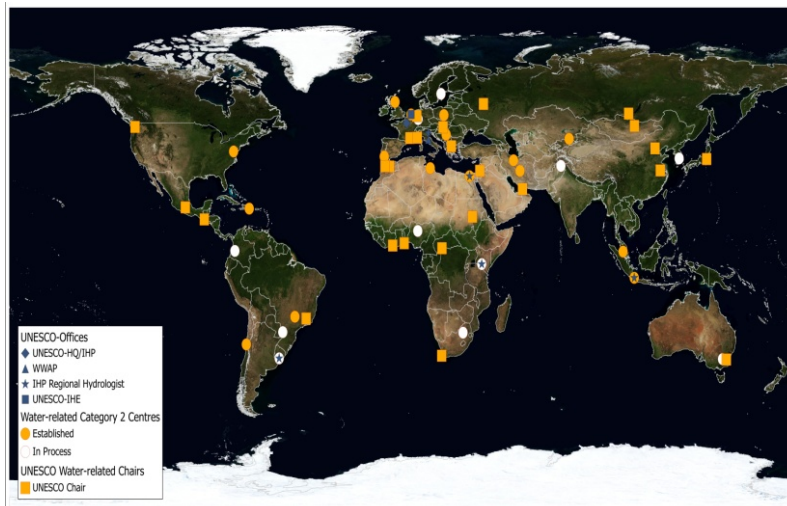 UNESCO-Offices
UNESCO-HQ/IHP
WWAP
IHP Regional Hydrologist
UNESCO-IHE
Water-related Category 2 Centres
Established
In Process
UNESCO Water-related Chairs
UNESCO Chair